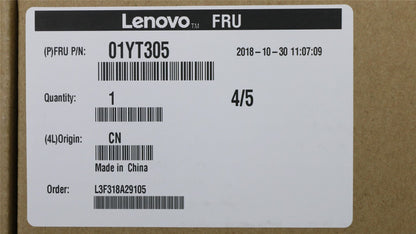 Lenovo™ FRU
(P)FRU P/N: 01YT305 2018-10-30 11:07:09
Quantity: 1 4/5
(4L)Origin: CN
Made in China
Order: L3F318A29105